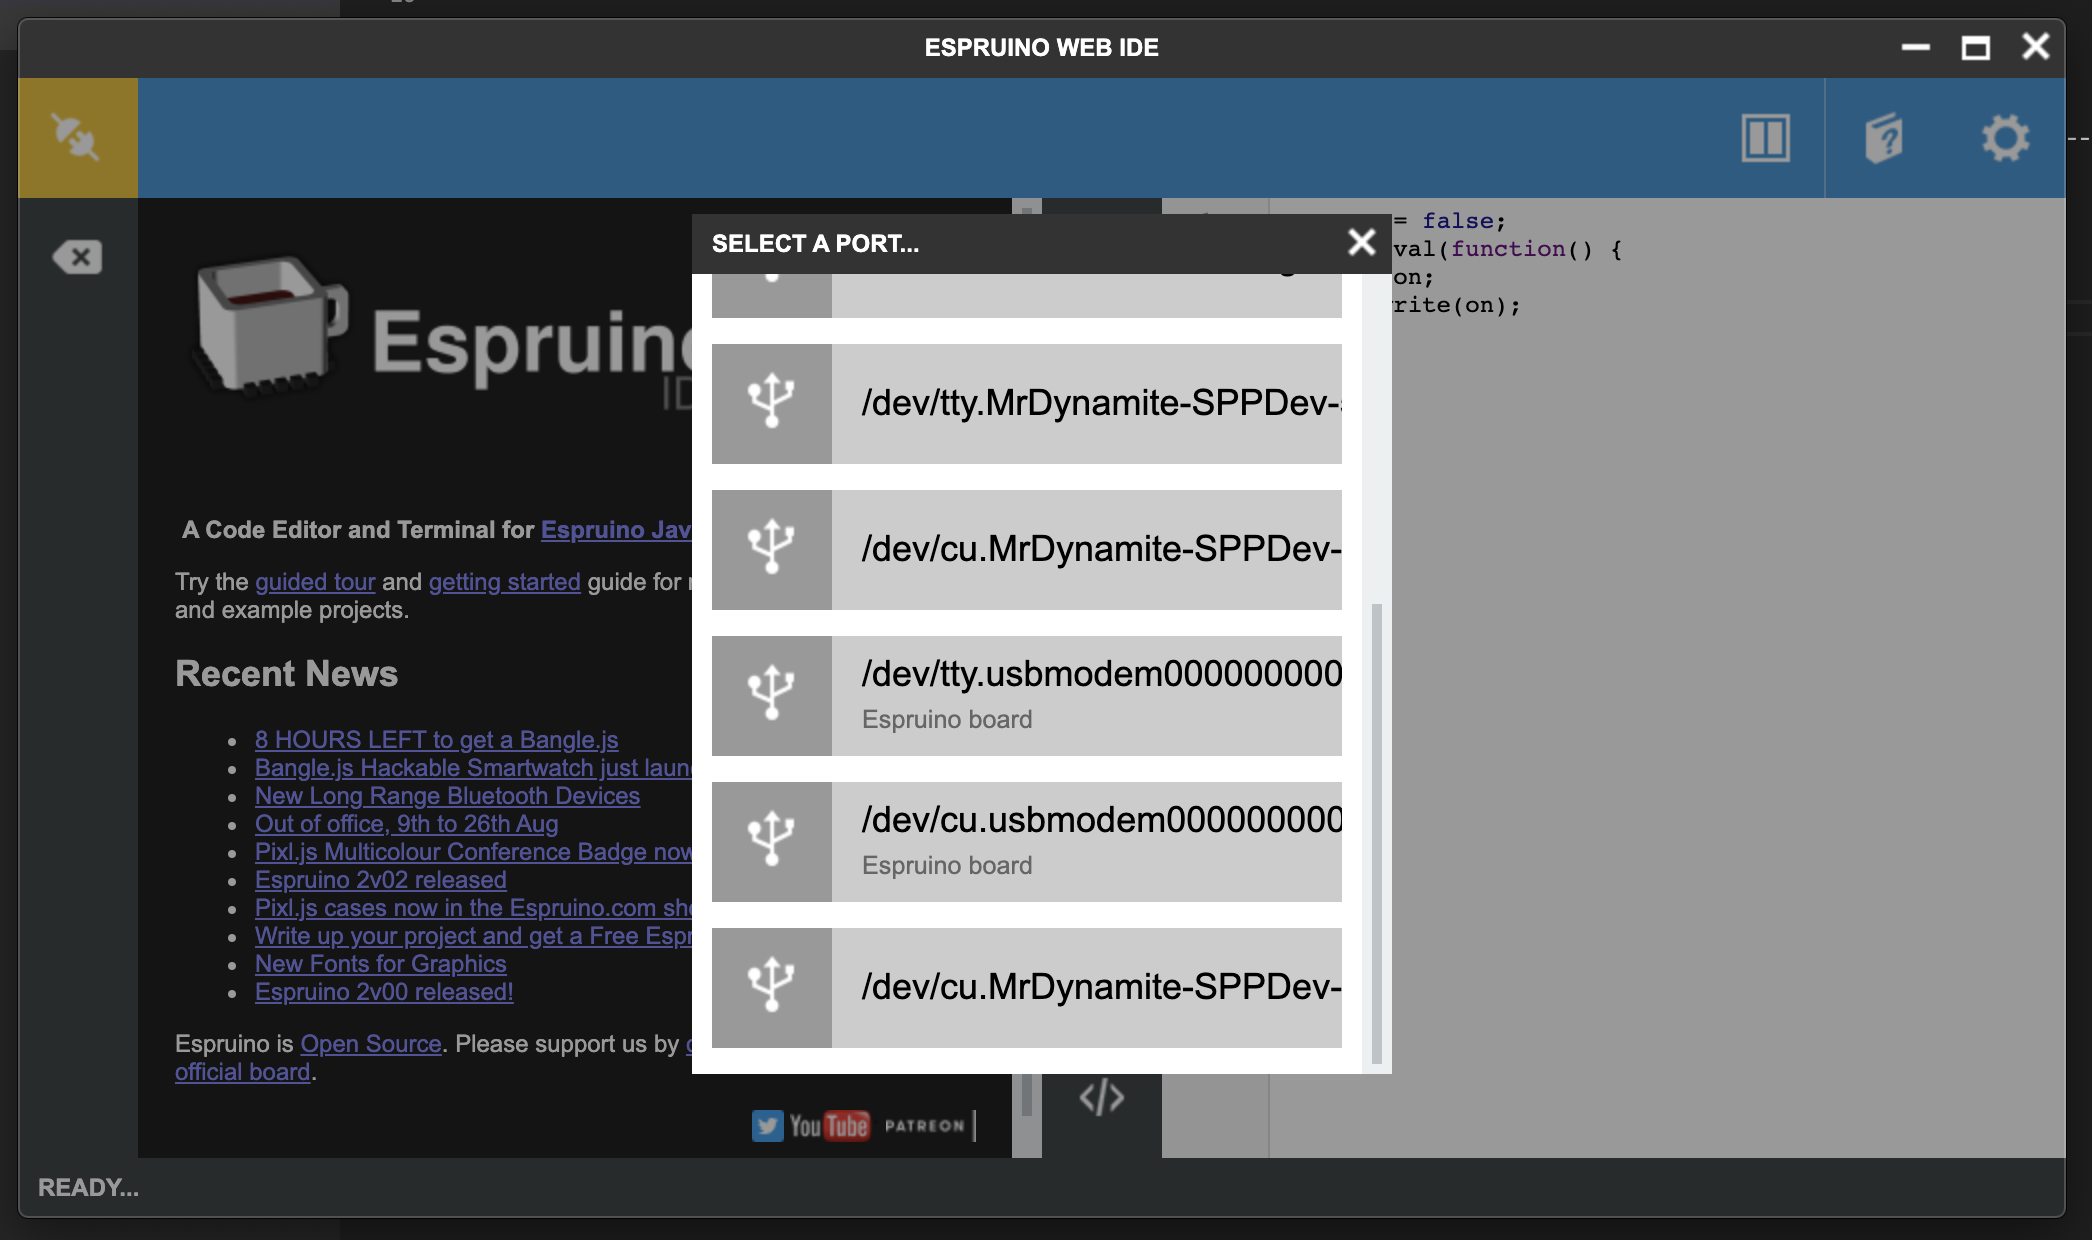 ESPRUINO WEB IDE
Espruino
A Code Editor and Terminal for Espruino Jav
Try the guided tour and getting started guide for
and example projects.
Recent News
8 HOURS LEFT to get a Bangle.js
Bangle.js Hackable Smartwatch just laun
New Long Range Bluetooth Devices
Out of office, 9th to 26th Aug
Pixl.js Multicolour Conference Badge now
Espruino 2v02 released
Pixl.js cases now in the Espruino.com sh
Write up your project and get a Free Espr
New Fonts for Graphics
Espruino 2v00 released!
Espruino is Open Source. Please support us by
official board.
YouTube PATREON
SELECT A PORT...
/dev/tty.MrDynamite-SPPDev-
/dev/cu.MrDynamite-SPPDev-
/dev/tty.usbmodem000000000
Espruino board
/dev/cu.usbmodem000000000
Espruino board
/dev/cu.MrDynamite-SPPDev-
= false;
val(function() {
on;
rite(on);
</>
READY...